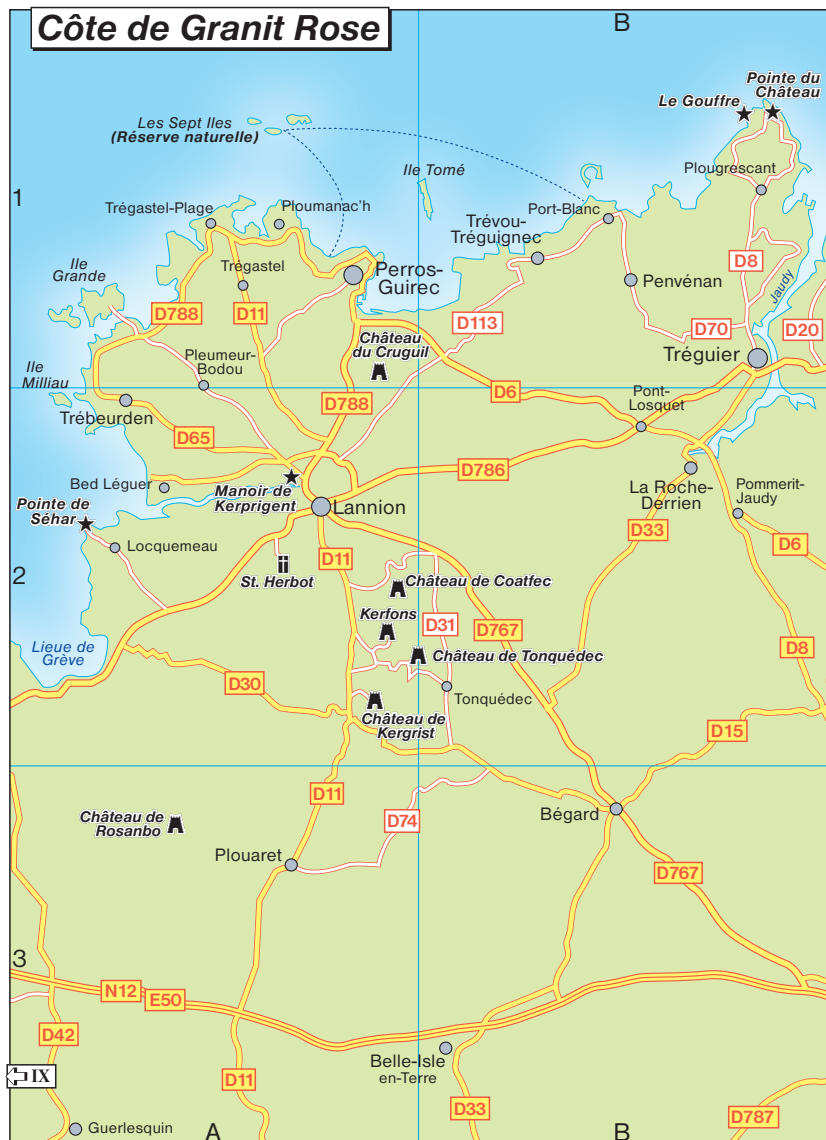 Côte de Granit Rose
B
Pointe du
Château
Le Gouffre
Les Sept Iles
(Réserve naturelle)
Ile Tomé
Plougrescant
1
Trégastel-Plage
Ploumanac'h
Port-Blanc
Trévou-
Tréguignec
Ile
Grande
Trégastel
Perros-
Guirec
Penvénan
D8
Jaudy
D788
D11
D113
D70
D20
Château
du Cruguil
Tréguier
Pleumeur-
Bodou
Ile
Milliau
D788
D6
Pont-
Losquet
Trébeurden
D65
D786
Bed Léguer
Manoir de
Kerprigent
La Roche-
Derrien
Pommerit-
Jaudy
Pointe de
Séhar
Lannion
D33
Locquemeau
D11
D6
2
St. Herbot
Château de Coatfec
Kerfons
D31
D767
Lieue de
Grève
Château de Tonquédec
D8
D30
Tonquédec
Château de
Kergrist
D15
D11
Château de
Rosanbo
D74
Bégard
Plouaret
D767
3
N12
E50
D42
Belle-Isle
en-Terre
IX
D11
D33
D787
Guerlesquin
A
B